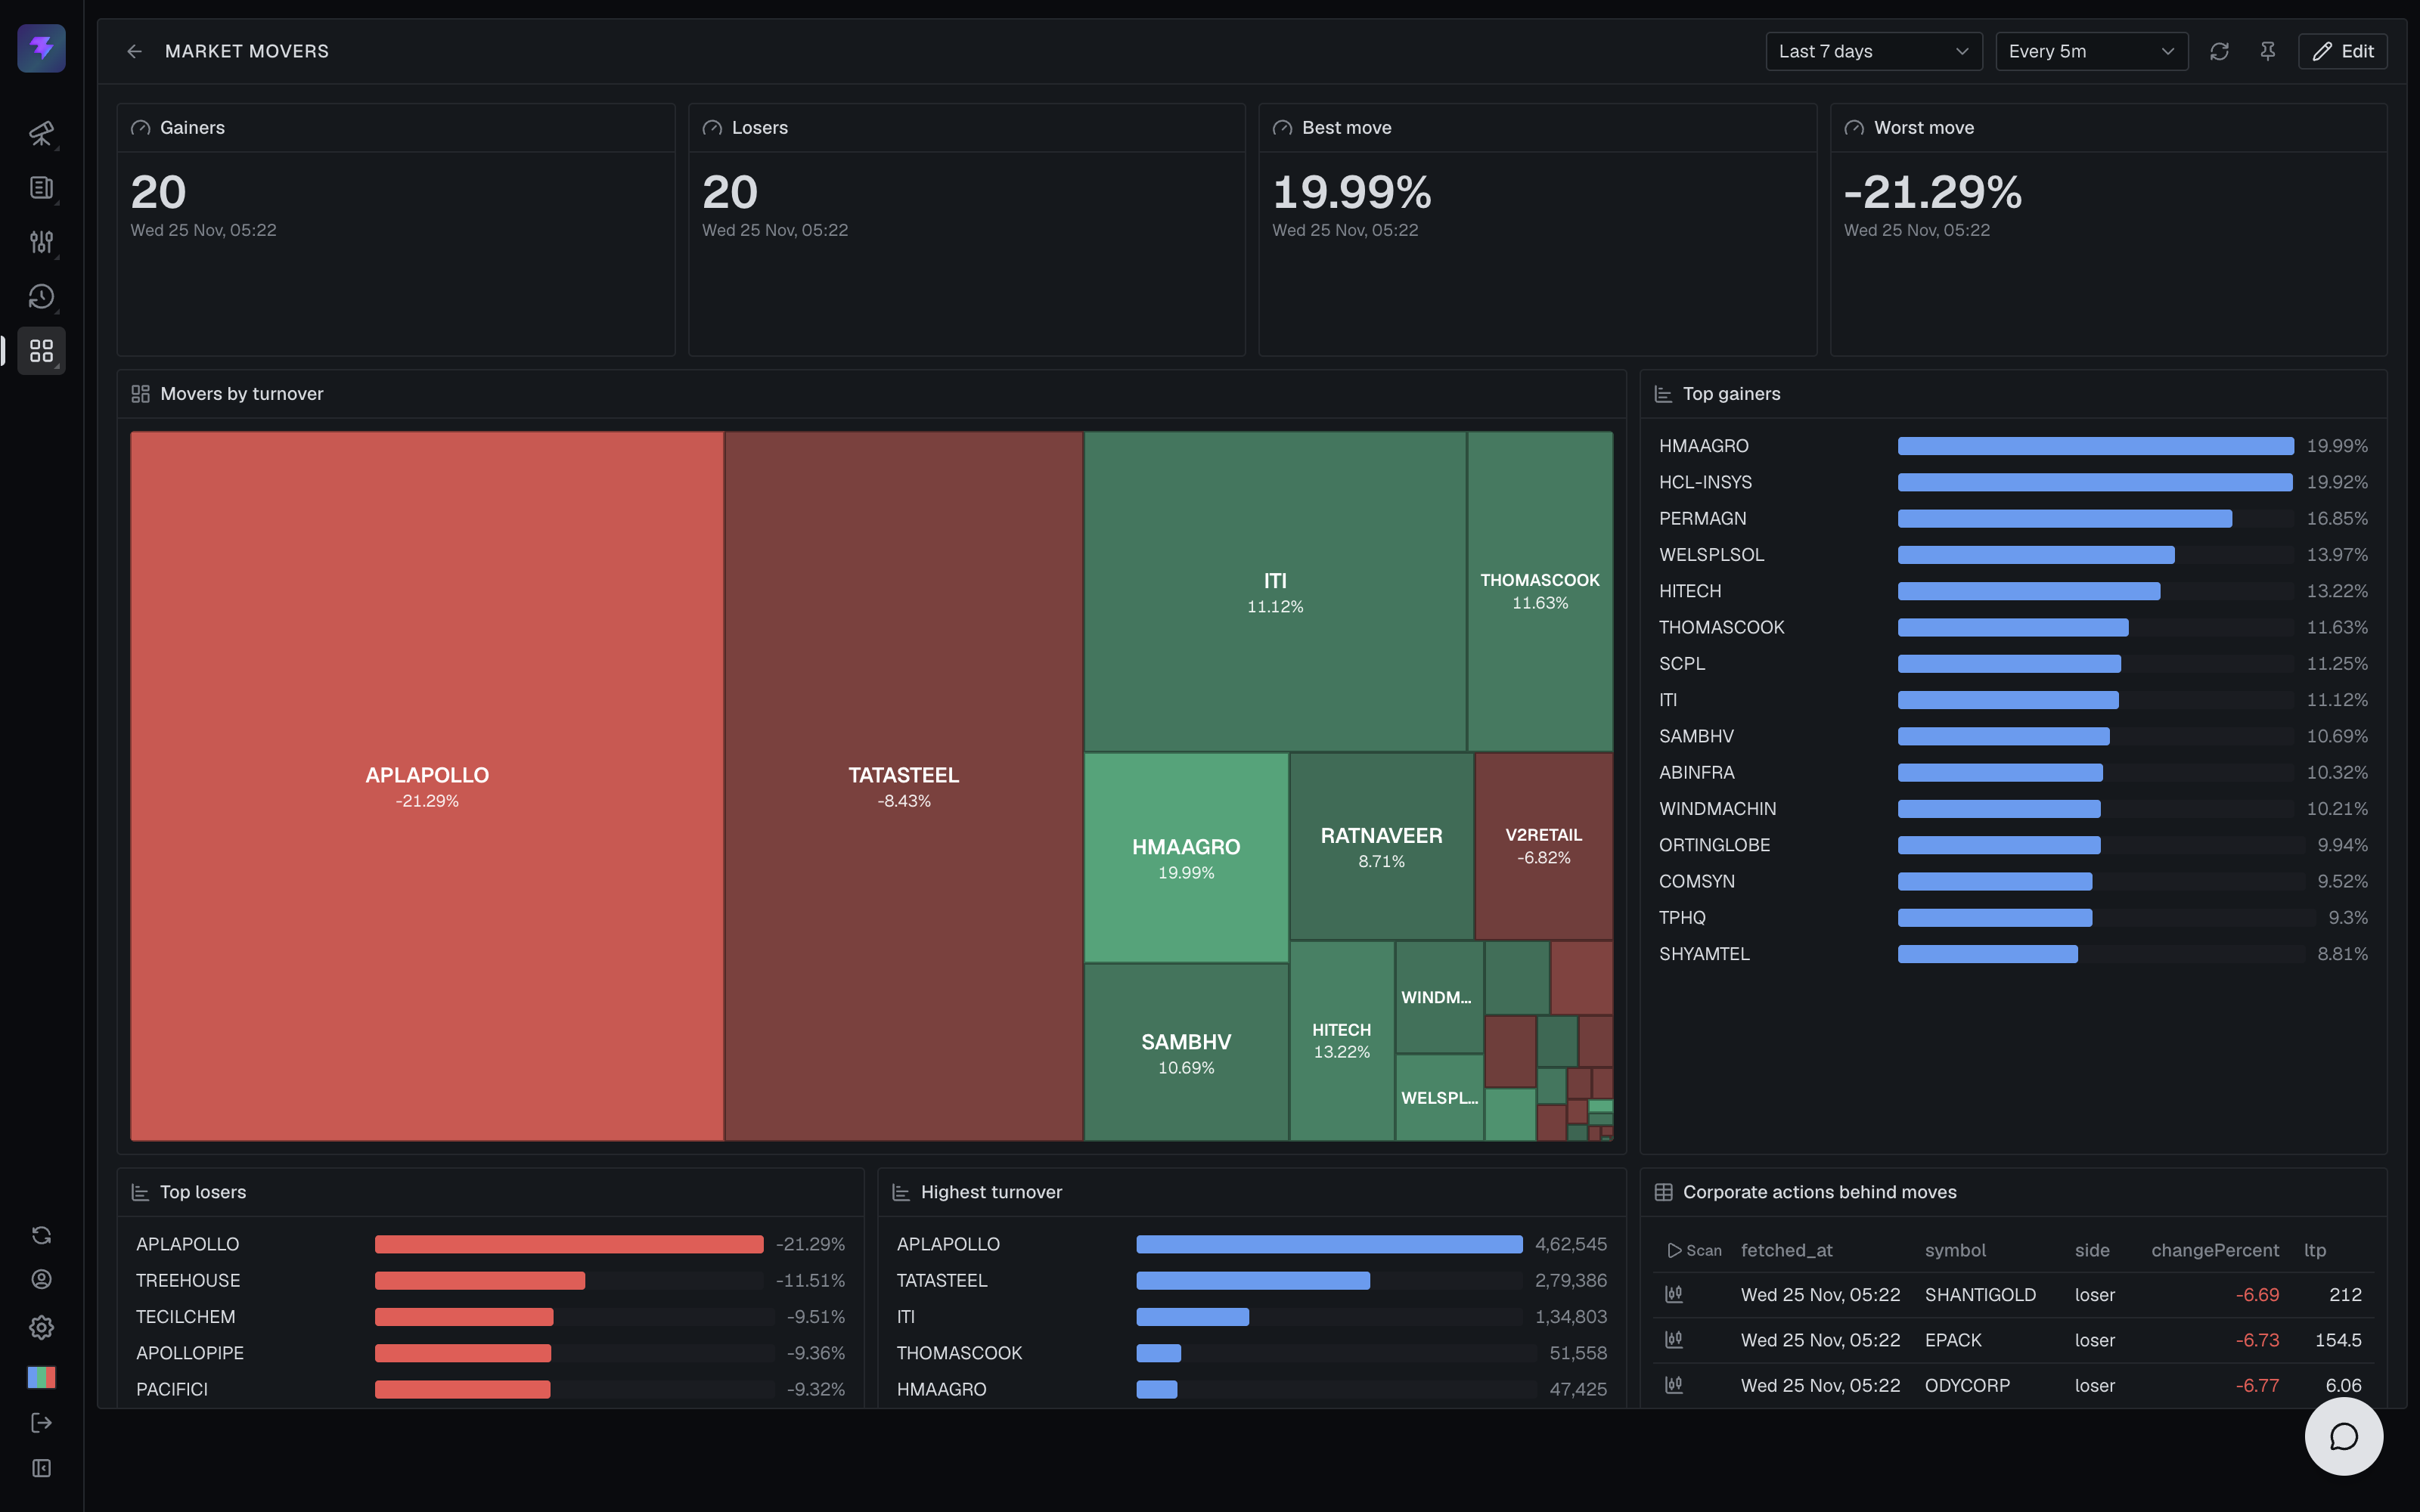 MARKET MOVERS
Last 7 days
Every 5m
Edit
Gainers
20
Wed 25 Nov, 05:22
Losers
20
Wed 25 Nov, 05:22
Best move
19.99%
Wed 25 Nov, 05:22
Worst move
-21.29%
Wed 25 Nov, 05:22
Movers by turnover
APLAPOLLO
-21.29%
TATASTEEL
-8.43%
ITI
11.12%
THOMASCOOK
11.63%
HMAAGRO
19.99%
RATNAVEER
8.71%
V2RETAIL
-6.82%
SAMBHV
10.69%
HITECH
13.22%
WINDM...
WELSPL...
Top gainers
HMAAGRO 19.99%
HCL-INSYS 19.92%
PERMAGN 16.85%
WELSPLSOL 13.97%
HITECH 13.22%
THOMASCOOK 11.63%
SCPL 11.25%
ITI 11.12%
SAMBHV 10.69%
ABINFRA 10.32%
WINDMACHIN 10.21%
ORTINGLOBE 9.94%
COMSYN 9.52%
TPHQ 9.3%
SHYAMTEL 8.81%
Top losers
APLAPOLLO -21.29%
TREEHOUSE -11.51%
TECILCHEM -9.51%
APOLLOPIPE -9.36%
PACIFICI -9.32%
Highest turnover
APLAPOLLO 4,62,545
TATASTEEL 2,79,386
ITI 1,34,803
THOMASCOOK 51,558
HMAAGRO 47,425
Corporate actions behind moves
Scan fetched_at symbol side changePercent ltp
Wed 25 Nov, 05:22 SHANTIGOLD loser -6.69 212
Wed 25 Nov, 05:22 EPACK loser -6.73 154.5
Wed 25 Nov, 05:22 ODYCORP loser -6.77 6.06